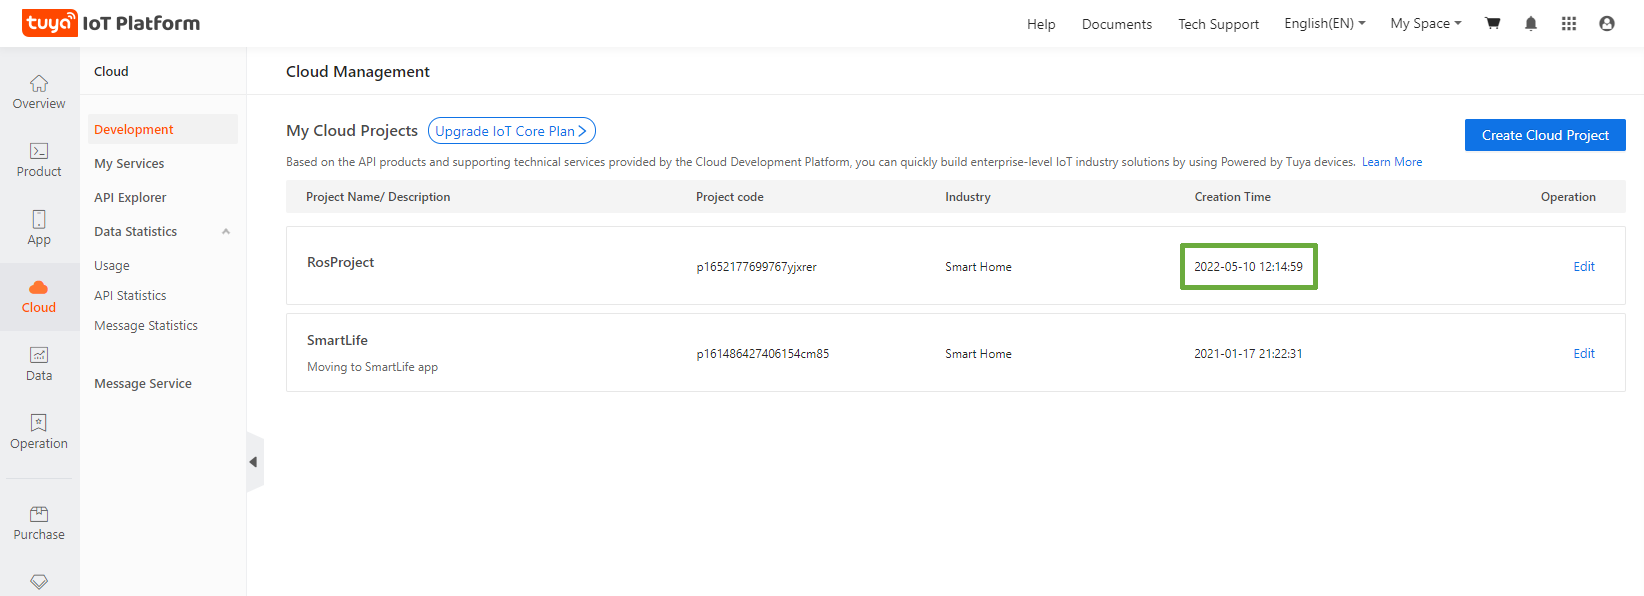 tuya IoT Platform
Help Documents Tech Support English(EN) My Space
Overview
Product
App
Cloud
Data
Operation
Purchase
Cloud
Development
My Services
API Explorer
Data Statistics
Usage
API Statistics
Message Statistics
Message Service
Cloud Management
My Cloud Projects Upgrade IoT Core Plan
Create Cloud Project
Based on the API products and supporting technical services provided by the Cloud Development Platform, you can quickly build enterprise-level IoT industry solutions by using Powered by Tuya devices. Learn More
Project Name/ Description Project code Industry Creation Time Operation
RosProject p1652177699767yjxrer Smart Home 2022-05-10 12:14:59 Edit
SmartLife p161486427406154cm85 Smart Home 2021-01-17 21:22:31 Edit
Moving to SmartLife app